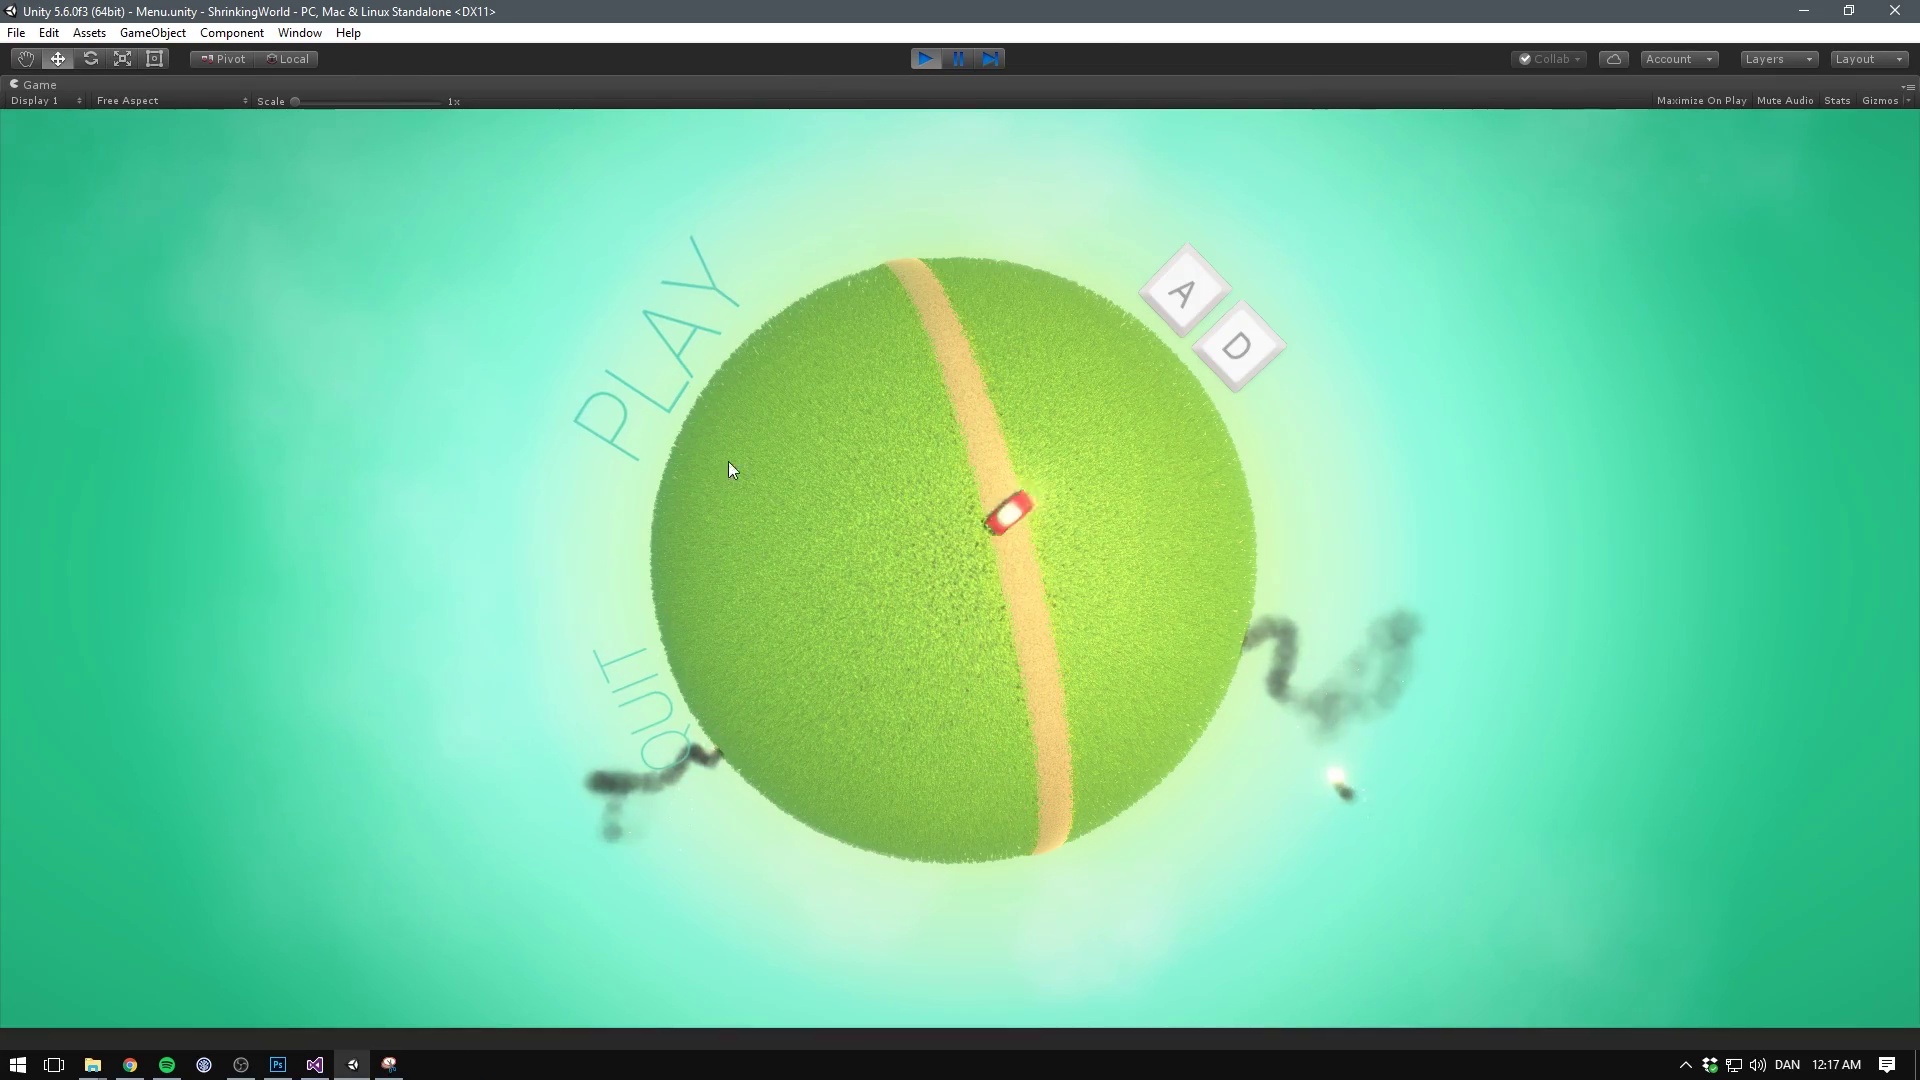 Unity 5.6.0f3 (64bit) - Menu.unity - ShrinkingWorld - PC, Mac & Linux Standalone <DX11>
File Edit Assets GameObject Component Window Help
Pivot Local Collab Account Layers Layout
Game
Display 1 Free Aspect Scale 1x Maximize On Play Mute Audio Stats Gizmos
PLAY
A
D
QUIT
Ps
DAN 12:17 AM